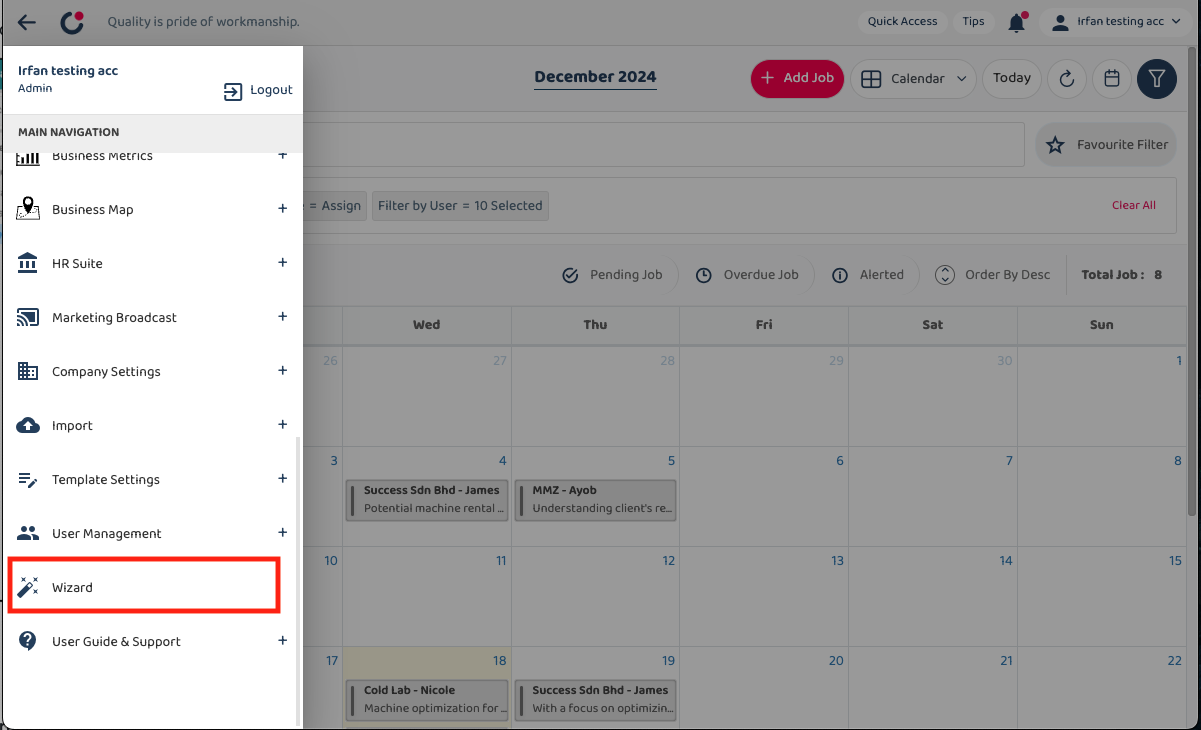 Quality is pride of workmanship.
Quick Access
Tips
Irfan testing acc
Irfan testing acc
Admin
Logout
MAIN NAVIGATION
Business Metrics
Business Map
HR Suite
Marketing Broadcast
Company Settings
Import
Template Settings
User Management
Wizard
User Guide & Support
December 2024
+ Add Job
Calendar
Today
Favourite Filter
= Assign
Filter by User = 10 Selected
Clear All
Pending Job
Overdue Job
Alerted
Order By Desc
Total Job : 8
Wed Thu Fri Sat Sun
26 27 28 29 30 1
3 4 5 6 7 8
Success Sdn Bhd - James
Potential machine rental ...
MMZ - Ayob
Understanding client's re...
10 11 12 13 14 15
17 18 19 20 21 22
Cold Lab - Nicole
Machine optimization for ...
Success Sdn Bhd - James
With a focus on optimizin...